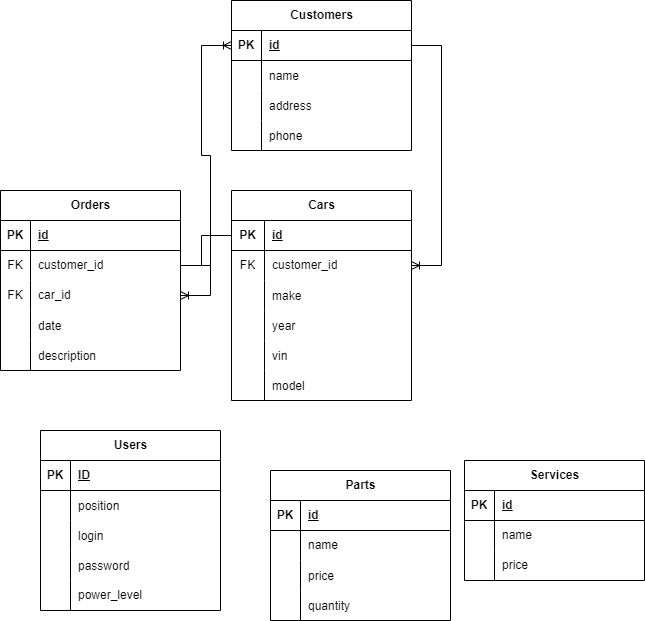 Customers
PK id
name
address
phone
Orders
PK id
FK customer_id
FK car_id
date
description
Cars
PK id
FK customer_id
make
year
vin
model
Users
PK ID
position
login
password
power_level
Parts
PK id
name
price
quantity
Services
PK id
name
price